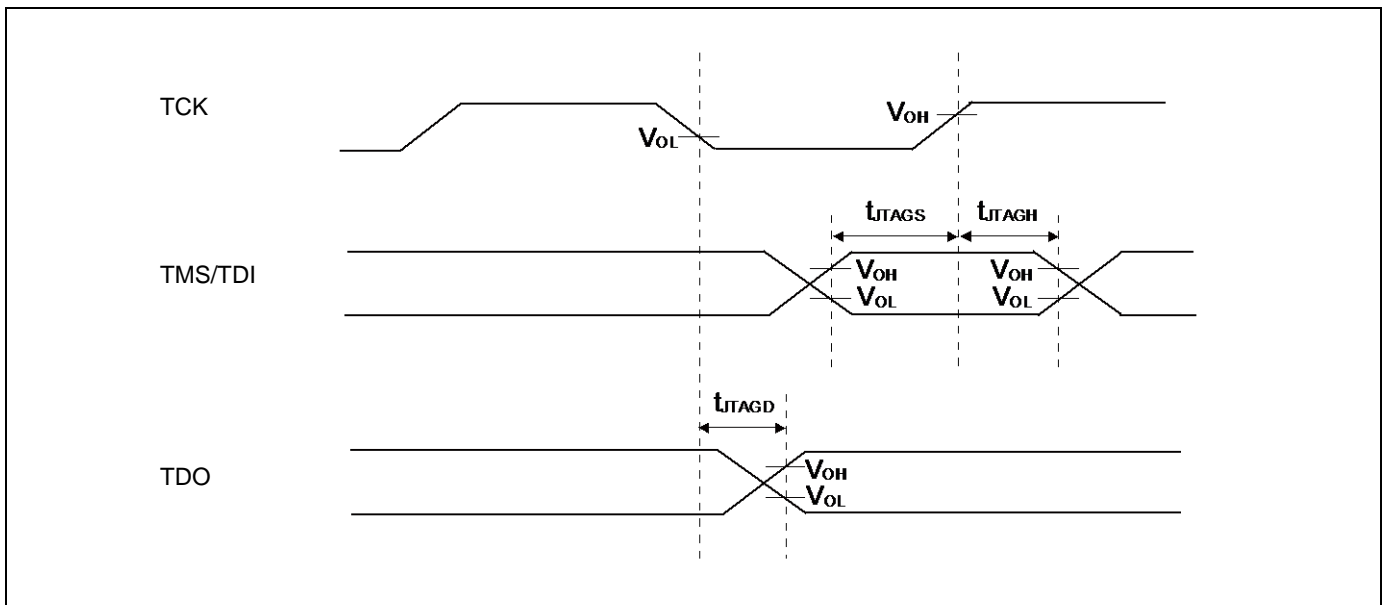 TCK
VOL
VOH
tJTAGS
tJTAGH
TMS/TDI
VOH
VOL
VOH
VOL
tJTAGD
TDO
VOH
VOL